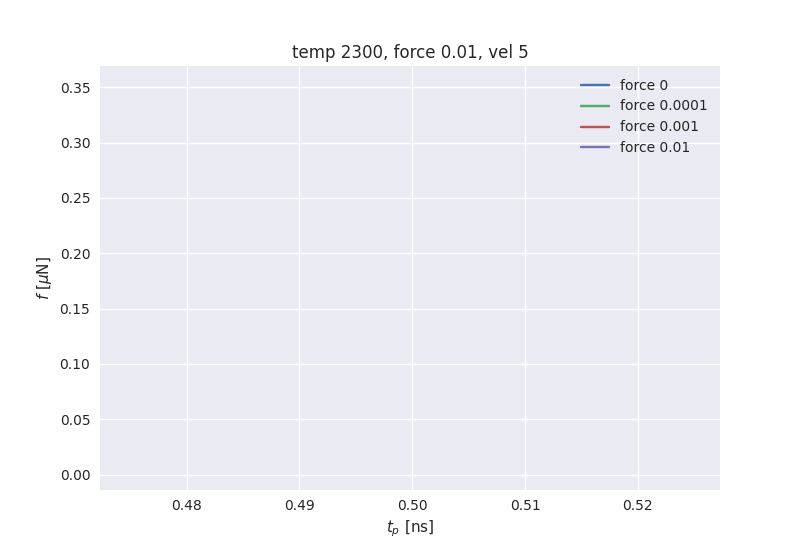 temp 2300, force 0.01, vel 5
force 0
force 0.0001
force 0.001
force 0.01
0.35
0.30
0.25
0.20
0.15
0.10
0.05
0.00
f [μN]
0.48 0.49 0.50 0.51 0.52
t_p [ns]